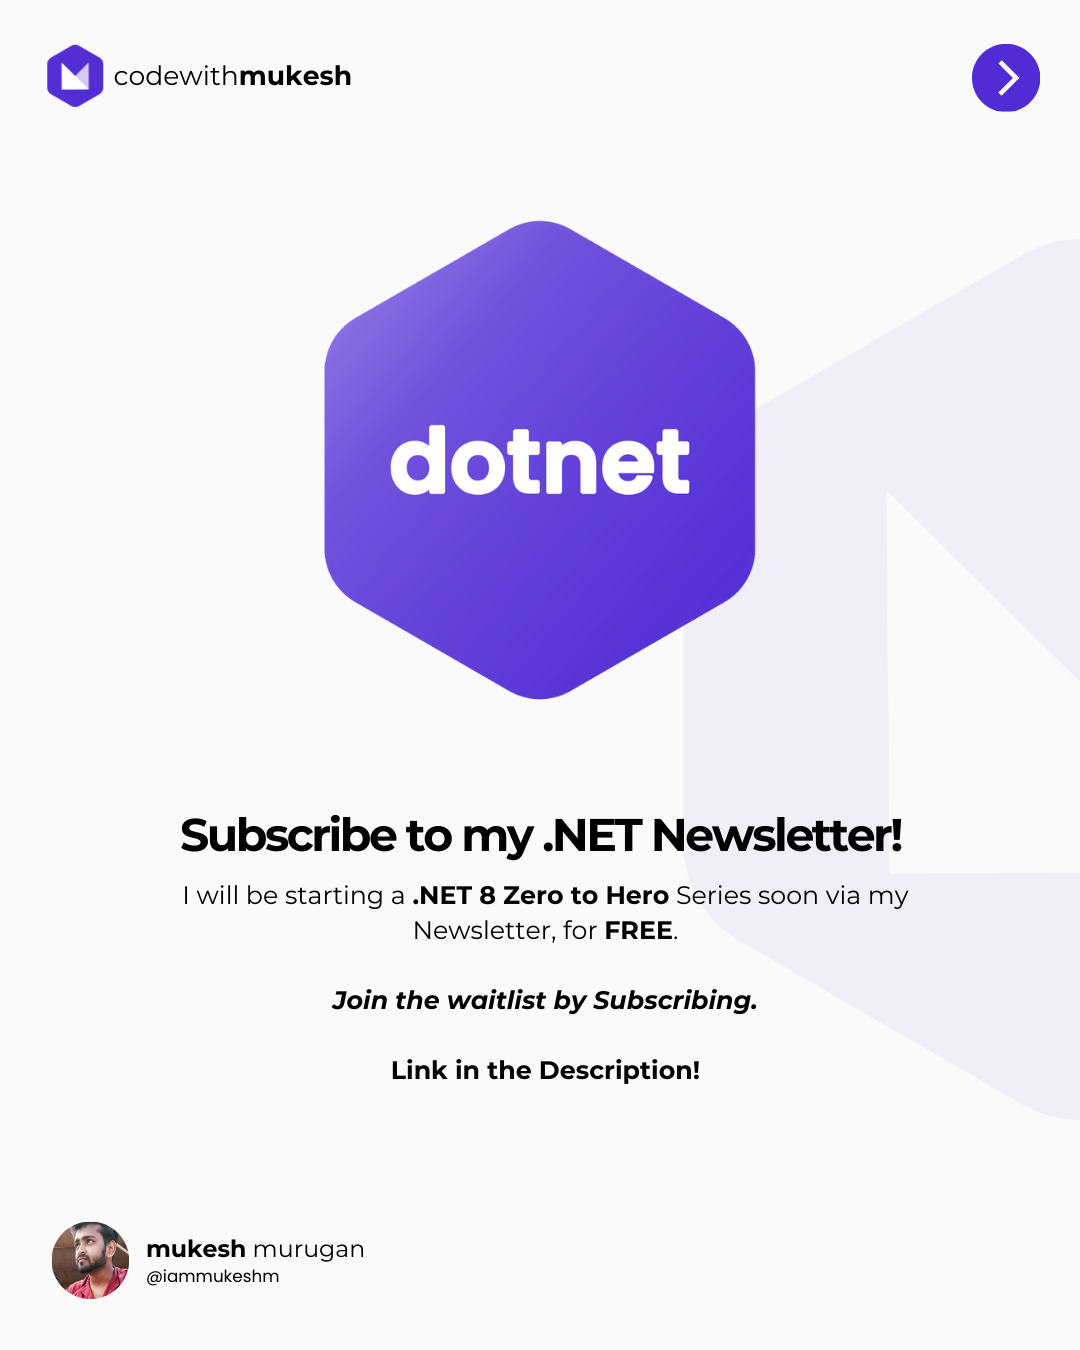 codewithmukesh
dotnet
Subscribe to my .NET Newsletter!
I will be starting a .NET 8 Zero to Hero Series soon via my
Newsletter, for FREE.
Join the waitlist by Subscribing.
Link in the Description!
mukesh murugan
@iammukeshm